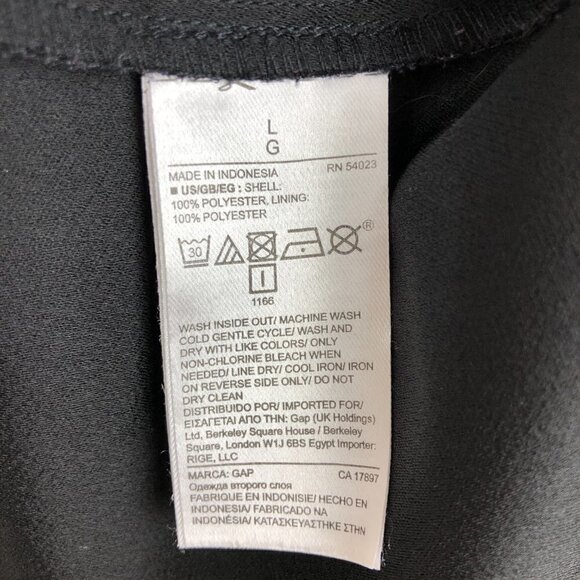 L
G
MADE IN INDONESIA RN 54023
■ US/GB/EG : SHELL:
100% POLYESTER, LINING:
100% POLYESTER
30 ®
1166
WASH INSIDE OUT/ MACHINE WASH
COLD GENTLE CYCLE/ WASH AND
DRY WITH LIKE COLORS/ ONLY
NON-CHLORINE BLEACH WHEN
NEEDED/ LINE DRY/ COOL IRON/ IRON
ON REVERSE SIDE ONLY/ DO NOT
DRY CLEAN
DISTRIBUIDO POR/ IMPORTED FOR/
ΕΙΣΑΓΕΤΑΙ ΑΠΟ ΤΗΝ: Gap (UK Holdings)
Ltd, Berkeley Square House / Berkeley
Square, London W1J 6BS Egypt Importer:
RIGE, LLC
MARCA: GAP CA 17897
Одежда второго слоя
FABRIQUÉ EN INDONÉSIE/ HECHO EN
INDONESIA/ FABRICADO NA
INDONÉSIA/ ΚΑΤΑΣΚΕΥΑΣΤΗΚΕ ΣΤΗΝ